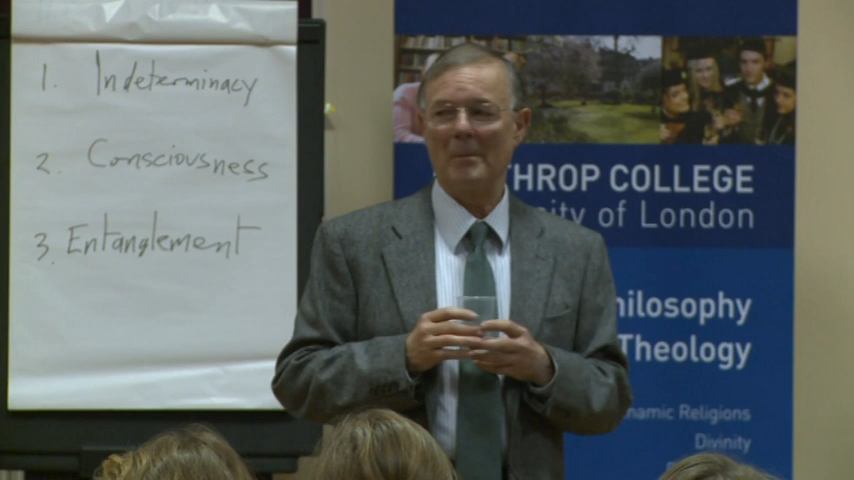 1. Indeterminacy
2. Consciousness
3. Entanglement
THROP COLLEGE
ity of London
hilosophy
Theology
namic Religions
Divinity